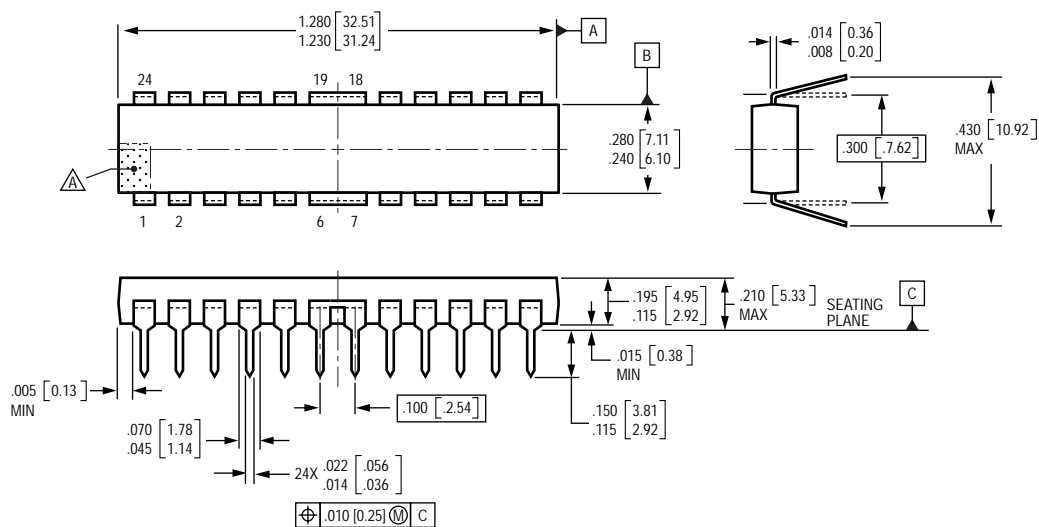 1.280 [32.51]
1.230 [31.24]
A
B
24 19 18
.280 [7.11]
.240 [6.10]
A
1 2 6 7
.014 [0.36]
.008 [0.20]
.300 [.7.62]
.430 [10.92]
MAX
.195 [4.95]
.115 [2.92]
.210 [5.33]
MAX
SEATING
PLANE
C
.015 [0.38]
MIN
.150 [3.81]
.115 [2.92]
.005 [0.13]
MIN
.100 [.2.54]
.070 [1.78]
.045 [1.14]
24X .022 [.056]
.014 [.036]
⌖ .010 [0.25] Ⓜ C